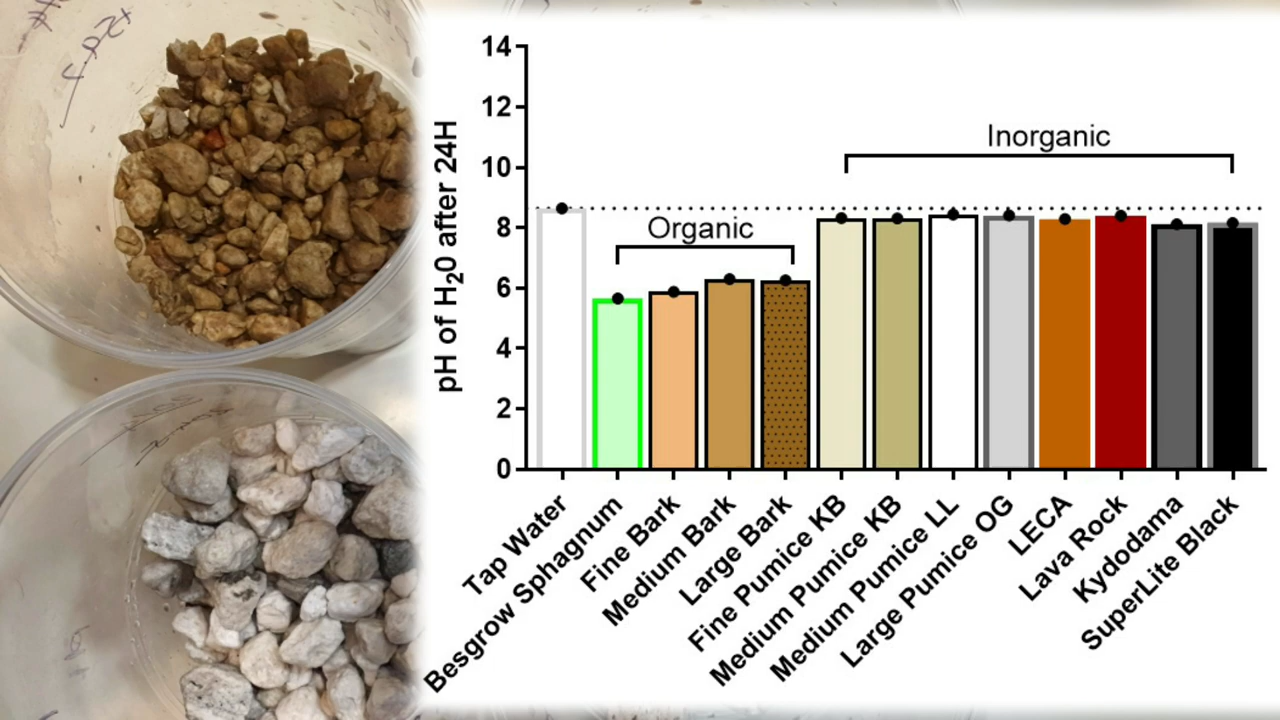 14
12
10
8
6
4
2
0
pH of H₂0 after 24H
Organic
Inorganic
Tap Water
Besgrow Sphagnum
Fine Bark
Medium Bark
Large Bark
Fine Pumice KB
Medium Pumice KB
Medium Pumice LL
Large Pumice OG
LECA
Lava Rock
Kydodama
SuperLite Black